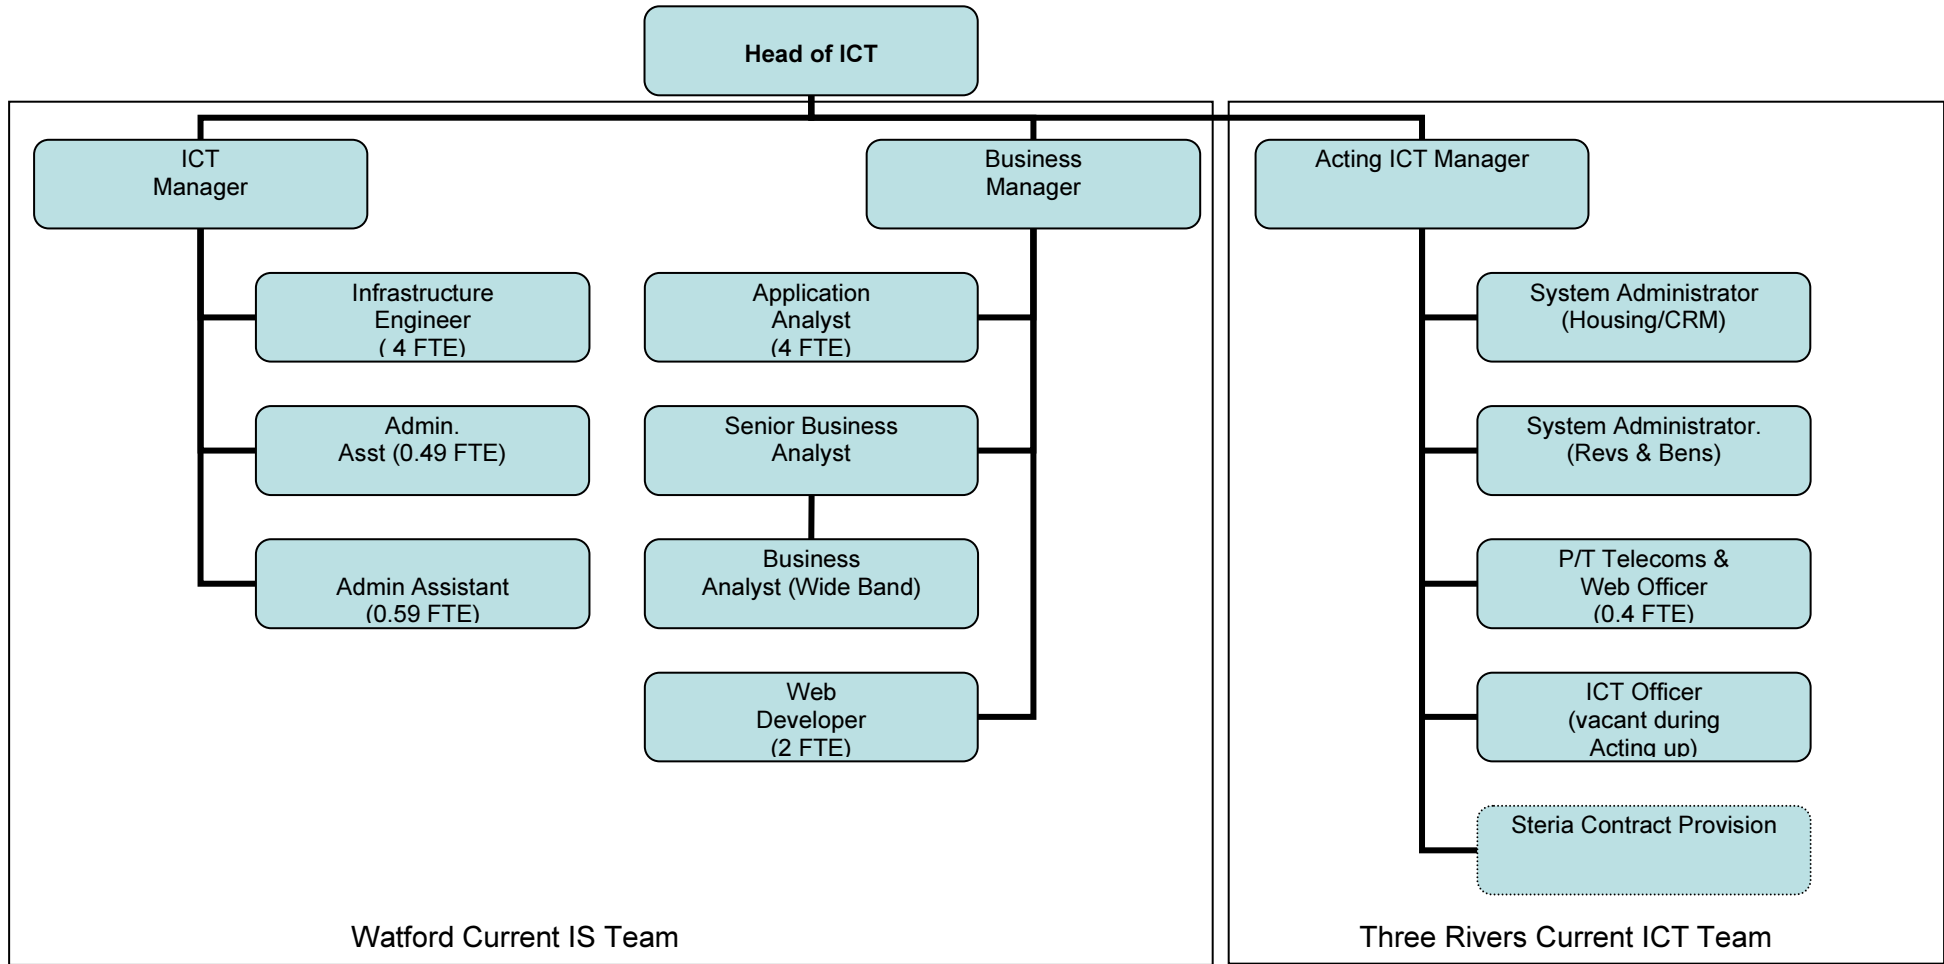 Head of ICT
ICT
Manager
Business
Manager
Acting ICT Manager
Infrastructure
Engineer
( 4 FTE)
Application
Analyst
(4 FTE)
System Administrator
(Housing/CRM)
Admin.
Asst (0.49 FTE)
Senior Business
Analyst
System Administrator.
(Revs & Bens)
Admin Assistant
(0.59 FTE)
Business
Analyst (Wide Band)
P/T Telecoms &
Web Officer
(0.4 FTE)
Web
Developer
(2 FTE)
ICT Officer
(vacant during
Acting up)
Steria Contract Provision
Watford Current IS Team
Three Rivers Current ICT Team